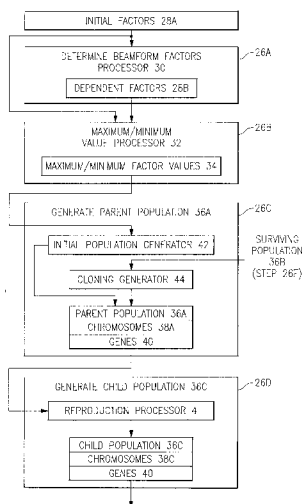 INITIAL FACTORS 28A
26A
DETERMINE BEAMFORM FACTORS
PROCESSOR 30
DEPENDENT FACTORS 28B
26B
MAXIMUM/MINIMUM
VALUE PROCESSOR 32
MAXIMUM/MINIMUM FACTOR VALUES 34
26C
GENERATE PARENT POPULATION 36A
INITIAL POPULATION GENERATOR 42
SURVIVING
POPULATION
36B
(STEP 26F)
CLONING GENERATOR 44
PARENT POPULATION 36A
CHROMOSOMES 38A
GENES 40
26D
GENERATE CHILD POPULATION 36C
REPRODUCTION PROCESSOR 4
CHILD POPULATION 36C
CHROMOSOMES 38C
GENES 40